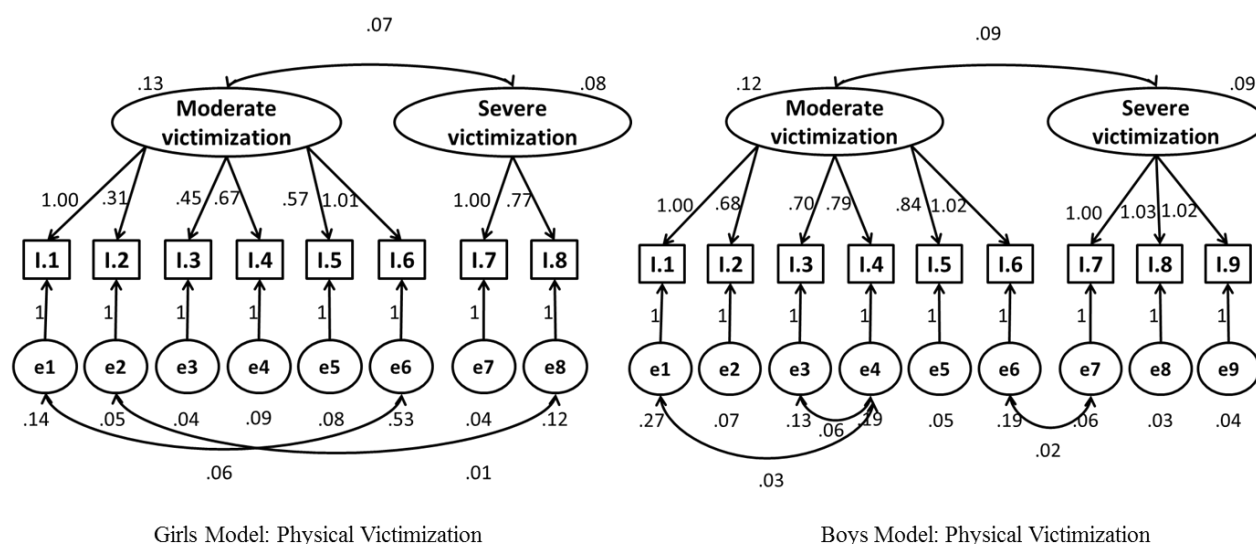 .07
.13
.08
Moderate
victimization
Severe
victimization
1.00 .31 .45 .67 .57 1.01 1.00 .77
I.1 I.2 I.3 I.4 I.5 I.6 I.7 I.8
1 1 1 1 1 1 1 1
e1 e2 e3 e4 e5 e6 e7 e8
.14 .05 .04 .09 .08 .53 .04 .12
.06 .01
Girls Model: Physical Victimization
.09
.12
.09
Moderate
victimization
Severe
victimization
1.00 .68 .70 .79 .84 1.02 1.00 1.03 1.02
I.1 I.2 I.3 I.4 I.5 I.6 I.7 I.8 I.9
1 1 1 1 1 1 1 1 1
e1 e2 e3 e4 e5 e6 e7 e8 e9
.27 .07 .13 .19 .05 .19 .06 .03 .04
.06
.02
.03
Boys Model: Physical Victimization